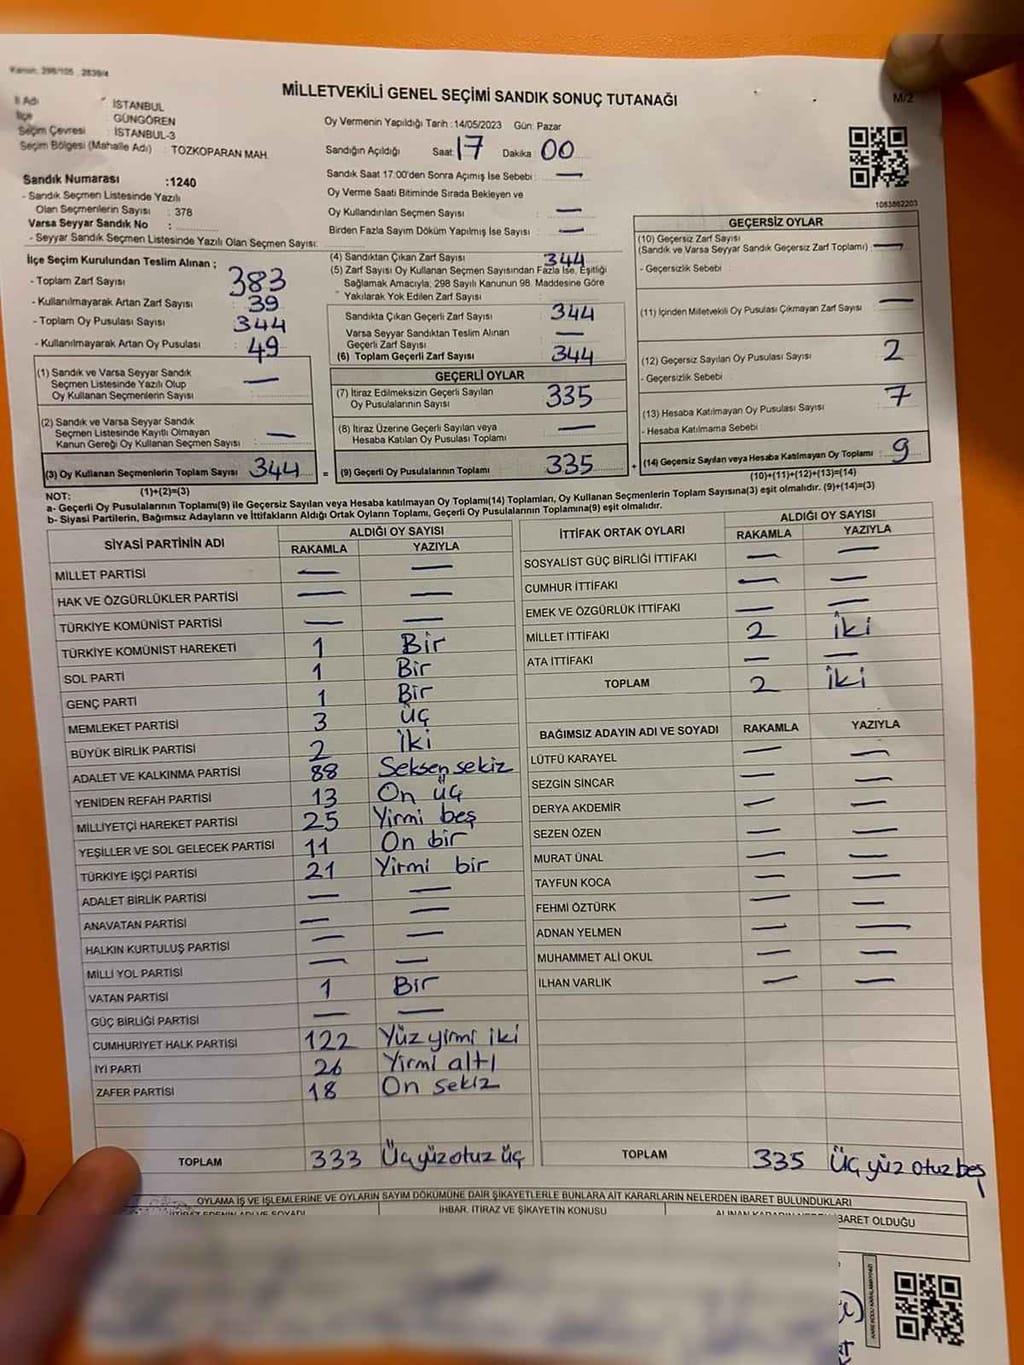 Kanun: 298/105 2839/4
M/2
MİLLETVEKİLİ GENEL SEÇİMİ SANDIK SONUÇ TUTANAĞI
İl Adı : İSTANBUL
İlçe : GÜNGÖREN
Seçim Çevresi : İSTANBUL-3
Seçim Bölgesi (Mahalle Adı) : TOZKOPARAN MAH.
Sandık Numarası :1240
- Sandık Seçmen Listesinde Yazılı
Olan Seçmenlerin Sayısı : 378
Varsa Seyyar Sandık No :
- Seyyar Sandık Seçmen Listesinde Yazılı Olan Seçmen Sayısı:
Oy Vermenin Yapıldığı Tarih :14/05/2023 Gün: Pazar
Sandığın Açıldığı Saat: 17 Dakika 00
Sandık Saat 17:00'den Sonra Açımış İse Sebebi : —
Oy Verme Saati Bitiminde Sırada Bekleyen ve
Oy Kullandırılan Seçmen Sayısı : —
Birden Fazla Sayım Döküm Yapılmış İse Sayısı : —
1083862203
İlçe Seçim Kurulundan Teslim Alınan ;
- Toplam Zarf Sayısı : 383
- Kullanılmayarak Artan Zarf Sayısı : 39
- Toplam Oy Pusulası Sayısı : 344
- Kullanılmayarak Artan Oy Pusulası : 49
(1) Sandık ve Varsa Seyyar Sandık
Seçmen Listesinde Yazılı Olup
Oy Kullanan Seçmenlerin Sayısı : —
(2) Sandık ve Varsa Seyyar Sandık
Seçmen Listesinde Kayıtlı Olmayan
Kanun Gereği Oy Kullanan Seçmen Sayısı : —
(3) Oy Kullanan Seçmenlerin Toplam Sayısı 344 =
(1)+(2)=(3)
(4) Sandıktan Çıkan Zarf Sayısı : 344
(5) Zarf Sayısı Oy Kullanan Seçmen Sayısından Fazla İse, Eşitliği
Sağlamak Amacıyla; 298 Sayılı Kanunun 98. Maddesine Göre
Yakılarak Yok Edilen Zarf Sayısı :
Sandıkta Çıkan Geçerli Zarf Sayısı : 344
Varsa Seyyar Sandıktan Teslim Alınan
Geçerli Zarf Sayısı : —
(6) Toplam Geçerli Zarf Sayısı : 344
GEÇERLİ OYLAR
(7) İtiraz Edilmeksizin Geçerli Sayılan
Oy Pusulalarının Sayısı : 335
(8) İtiraz Üzerine Geçerli Sayılan veya
Hesaba Katılan Oy Pusulası Toplamı : —
(9) Geçerli Oy Pusulalarının Toplamı : 335 +
GEÇERSİZ OYLAR
(10) Geçersiz Zarf Sayısı
(Sandık ve Varsa Seyyar Sandık Geçersiz Zarf Toplamı) : —
- Geçersizlik Sebebi :
(11) İçinden Milletvekili Oy Pusulası Çıkmayan Zarf Sayısı : —
(12) Geçersiz Sayılan Oy Pusulası Sayısı : 2
- Geçersizlik Sebebi :
(13) Hesaba Katılmayan Oy Pusulası Sayısı : 7
- Hesaba Katılmama Sebebi :
(14) Geçersiz Sayılan veya Hesaba Katılmayan Oy Toplamı : 9
(10)+(11)+(12)+(13)=(14)
NOT:
a- Geçerli Oy Pusulalarının Toplamı(9) ile Geçersiz Sayılan veya Hesaba katılmayan Oy Toplamı(14) Toplamları, Oy Kullanan Seçmenlerin Toplam Sayısına(3) eşit olmalıdır. (9)+(14)=(3)
b- Siyasi Partilerin, Bağımsız Adayların ve İttifakların Aldığı Ortak Oyların Toplamı, Geçerli Oy Pusulalarının Toplamına(9) eşit olmalıdır.
SİYASİ PARTİNİN ADI ALDIĞI OY SAYISI
RAKAMLA YAZIYLA
MİLLET PARTİSİ — —
HAK VE ÖZGÜRLÜKLER PARTİSİ — —
TÜRKİYE KOMÜNİST PARTİSİ — —
TÜRKİYE KOMÜNİST HAREKETİ 1 Bir
SOL PARTİ 1 Bir
GENÇ PARTİ 1 Bir
MEMLEKET PARTİSİ 3 üç
BÜYÜK BİRLİK PARTİSİ 2 iki
ADALET VE KALKINMA PARTİSİ 88 Seksen sekiz
YENİDEN REFAH PARTİSİ 13 On üç
MİLLİYETÇİ HAREKET PARTİSİ 25 Yirmi beş
YEŞİLLER VE SOL GELECEK PARTİSİ 11 On bir
TÜRKİYE İŞÇİ PARTİSİ 21 Yirmi bir
ADALET BİRLİK PARTİSİ — —
ANAVATAN PARTİSİ — —
HALKIN KURTULUŞ PARTİSİ — —
MİLLİ YOL PARTİSİ — —
VATAN PARTİSİ 1 Bir
GÜÇ BİRLİĞİ PARTİSİ — —
CUMHURİYET HALK PARTİSİ 122 Yüz yirmi iki
İYİ PARTİ 26 Yirmi altı
ZAFER PARTİSİ 18 On sekiz
TOPLAM 333 Üçyüzotuz üç
İTTİFAK ORTAK OYLARI ALDIĞI OY SAYISI
RAKAMLA YAZIYLA
SOSYALİST GÜÇ BİRLİĞİ İTTİFAKI — —
CUMHUR İTTİFAKI — —
EMEK VE ÖZGÜRLÜK İTTİFAKI — —
MİLLET İTTİFAKI 2 iki
ATA İTTİFAKI — —
TOPLAM 2 iki
BAĞIMSIZ ADAYIN ADI VE SOYADI RAKAMLA YAZIYLA
LÜTFÜ KARAYEL — —
SEZGİN SİNCAR — —
DERYA AKDEMİR — —
SEZEN ÖZEN — —
MURAT ÜNAL — —
TAYFUN KOCA — —
FEHMİ ÖZTÜRK — —
ADNAN YELMEN — —
MUHAMMET ALİ OKUL — —
İLHAN VARLIK — —
TOPLAM 335 Üç yüz otuz beş
OYLAMA İŞ VE İŞLEMLERİNE VE OYLARIN SAYIM DÖKÜMÜNE DAİR ŞİKAYETLERLE BUNLARA AİT KARARLARIN NELERDEN İBARET BULUNDUKLARI
İHBAR, İTİRAZ VE ŞİKAYETİN KONUSU
İBARET OLDUĞU